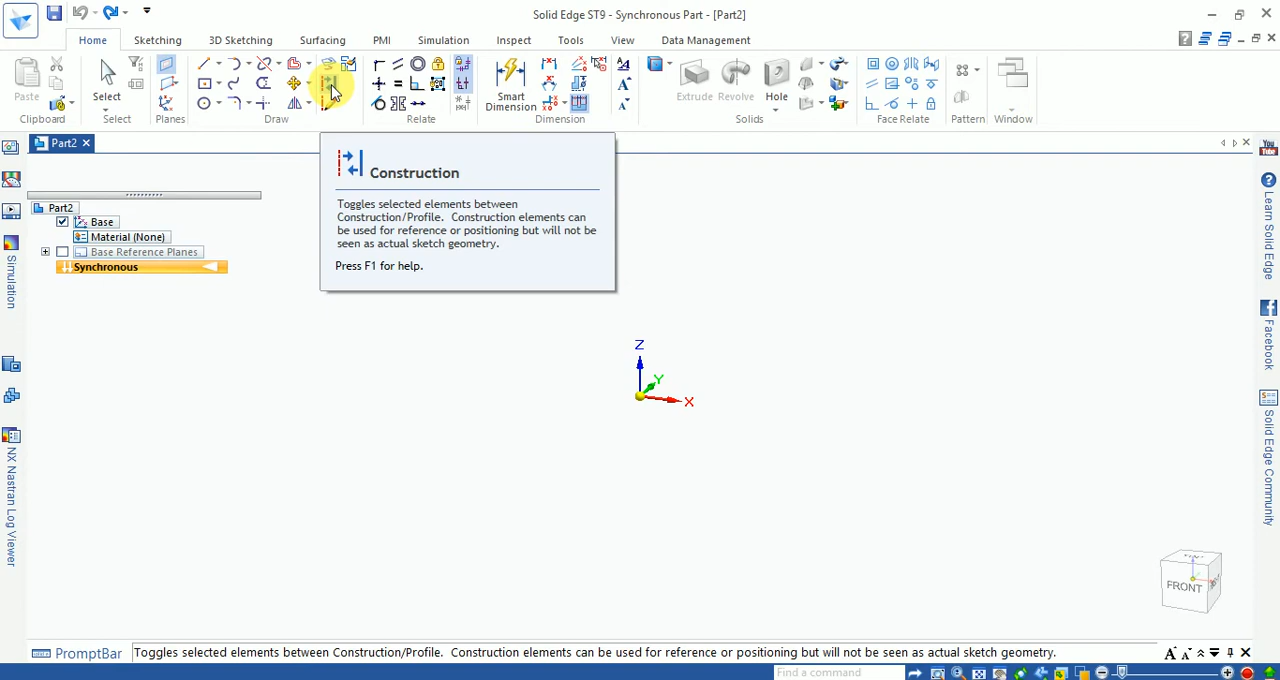 Solid Edge ST9 - Synchronous Part - [Part2]
Home Sketching 3D Sketching Surfacing PMI Simulation Inspect Tools View Data Management
Paste Select Smart Dimension Extrude Revolve Hole
Clipboard Select Planes Draw Relate Dimension Solids Face Relate Pattern Window
Part2
Construction
Toggles selected elements between
Construction/Profile. Construction elements can
be used for reference or positioning but will not be
seen as actual sketch geometry.
Press F1 for help.
Part2
Base
Material (None)
Base Reference Planes
Synchronous
Simulation
NX Nastran Log Viewer
You
Tube
Learn Solid Edge
Facebook
Solid Edge Community
Z
Y
X
FRONT
PromptBar
Toggles selected elements between Construction/Profile. Construction elements can be used for reference or positioning but will not be seen as actual sketch geometry.
Find a command